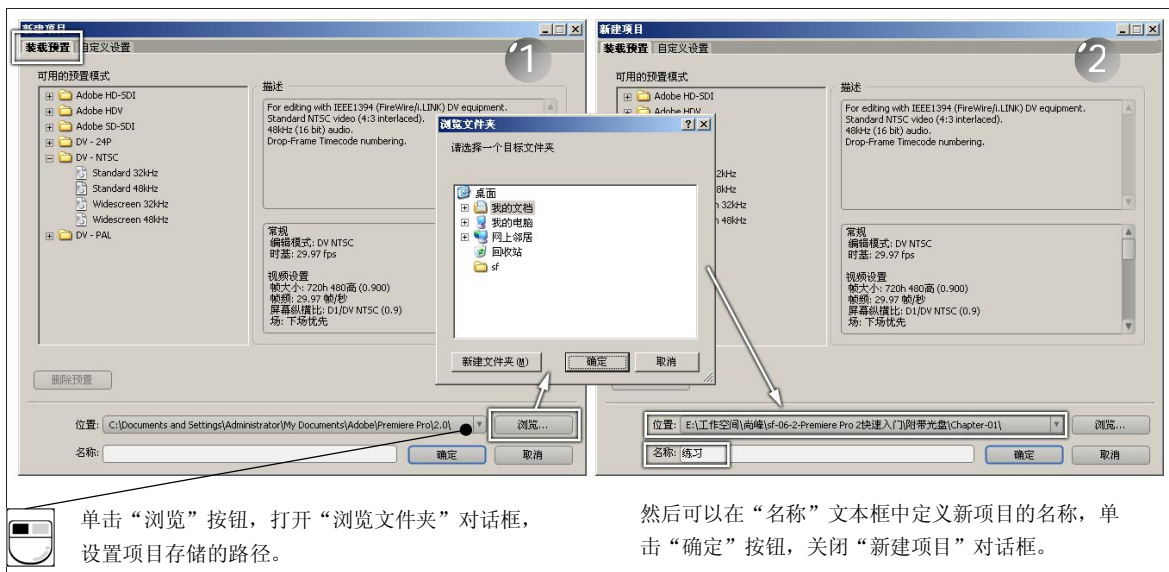 新建项目
装载预置 自定义设置
1
可用的预置模式
Adobe HD-SDI
Adobe HDV
Adobe SD-SDI
DV - 24P
DV - NTSC
Standard 32kHz
Standard 48kHz
Widescreen 32kHz
Widescreen 48kHz
DV - PAL
描述
For editing with IEEE1394 (FireWire/i.LINK) DV equipment.
Standard NTSC video (4:3 interlaced).
48kHz (16 bit) audio.
Drop-Frame Timecode numbering.
常规
编辑模式: DV NTSC
时基: 29.97 fps
视频设置
帧大小: 720h 480高 (0.900)
帧频: 29.97 帧/秒
屏幕纵横比: D1/DV NTSC (0.9)
场: 下场优先
删除预置
位置: C:\Documents and Settings\Administrator\My Documents\Adobe\Premiere Pro\2.0\ 浏览...
名称: 确定 取消
浏览文件夹
请选择一个目标文件夹
桌面
我的文档
我的电脑
网上邻居
回收站
sf
新建文件夹(M) 确定 取消
新建项目
装载预置 自定义设置
2
可用的预置模式
Adobe HD-SDI
Adobe HDV
2kHz
8kHz
n 32kHz
n 48kHz
描述
For editing with IEEE1394 (FireWire/i.LINK) DV equipment.
Standard NTSC video (4:3 interlaced).
48kHz (16 bit) audio.
Drop-Frame Timecode numbering.
常规
编辑模式: DV NTSC
时基: 29.97 fps
视频设置
帧大小: 720h 480高 (0.900)
帧频: 29.97 帧/秒
屏幕纵横比: D1/DV NTSC (0.9)
场: 下场优先
位置: E:\工作空间\尚峰\sf-06-2-Premiere Pro 2快速入门\附带光盘\Chapter-01\ 浏览...
名称: 练习 确定 取消
单击“浏览”按钮，打开“浏览文件夹”对话框，
设置项目存储的路径。
然后可以在“名称”文本框中定义新项目的名称，单
击“确定”按钮，关闭“新建项目”对话框。